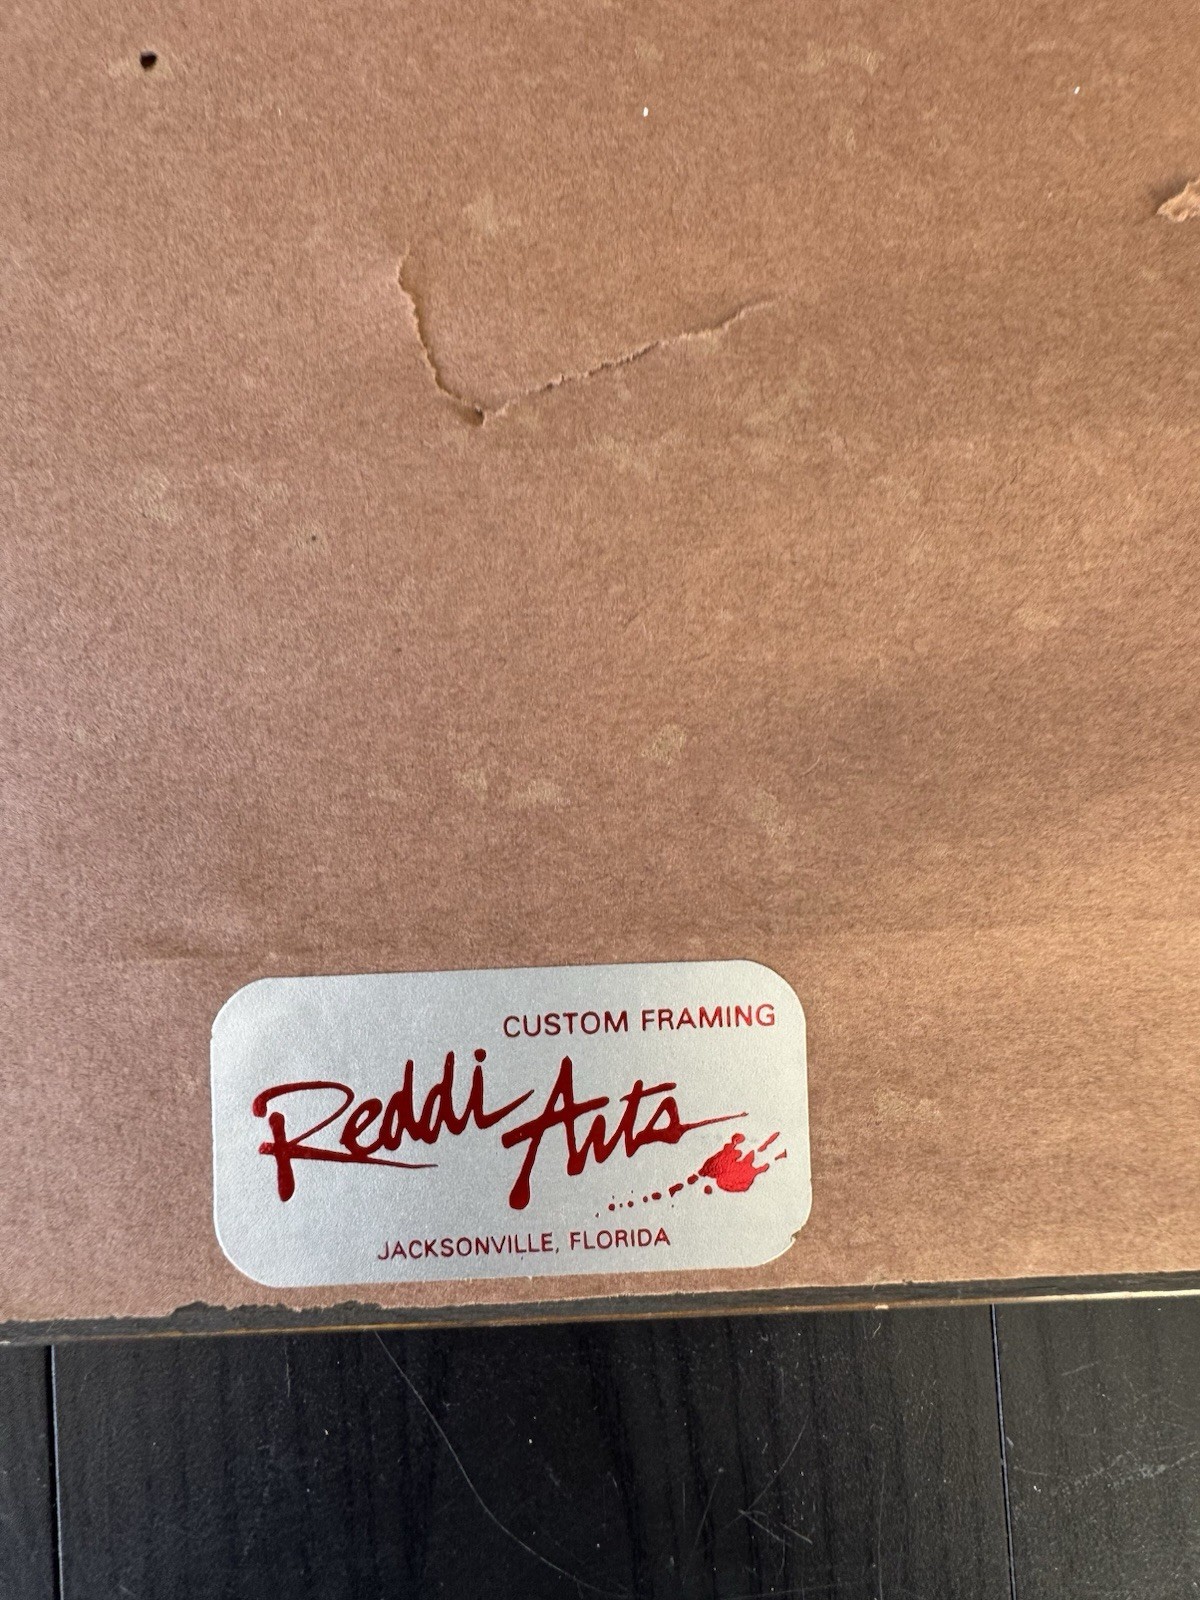 CUSTOM FRAMING
Reddi Arts
JACKSONVILLE, FLORIDA